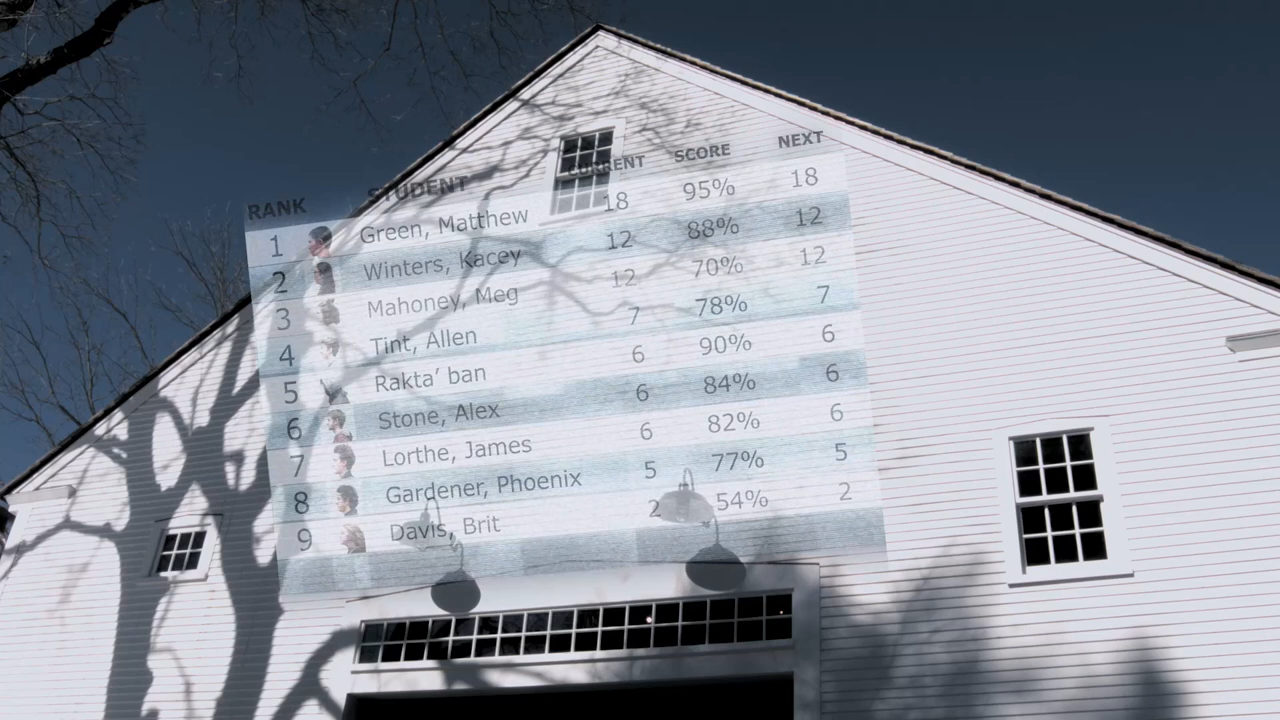 RANK STUDENT CURRENT SCORE NEXT
1 Green, Matthew 18 95% 18
2 Winters, Kacey 12 88% 12
3 Mahoney, Meg 12 70% 12
4 Tint, Allen 7 78% 7
5 Rakta’ ban 6 90% 6
6 Stone, Alex 6 84% 6
7 Lorthe, James 6 82% 6
8 Gardener, Phoenix 5 77% 5
9 Davis, Brit 2 54% 2